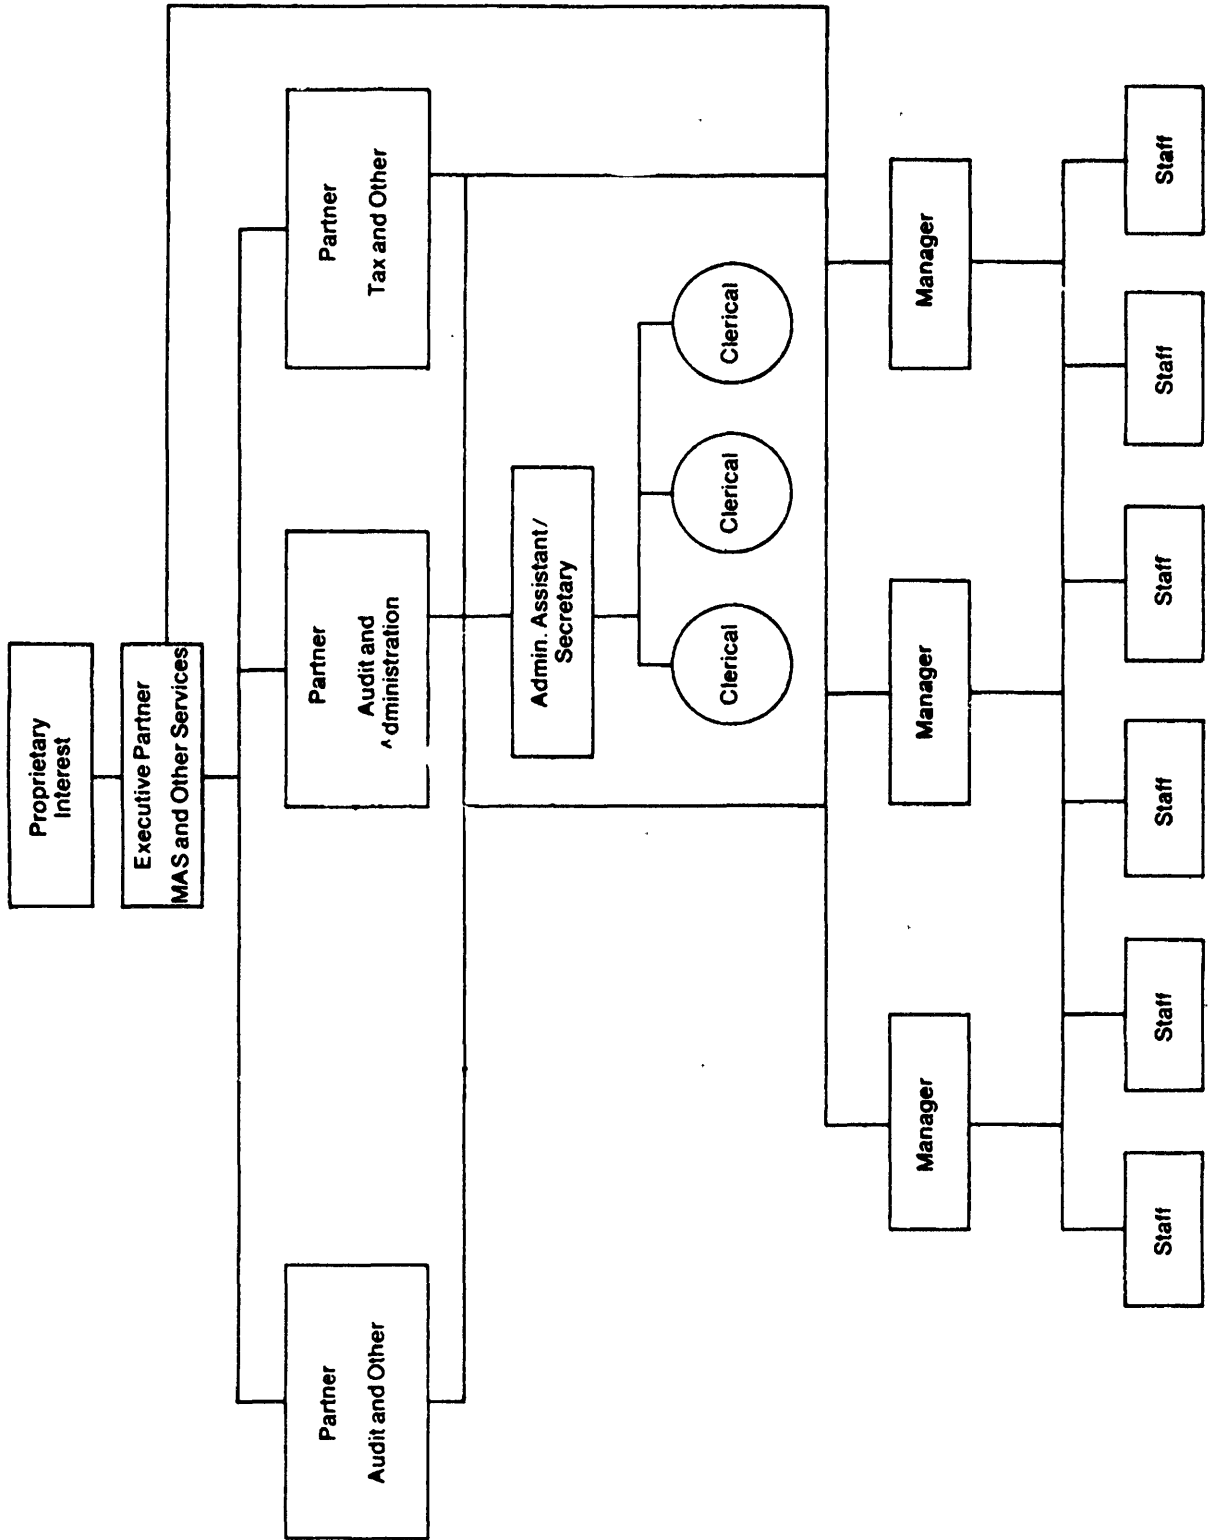 Proprietary
Interest
Executive Partner
MAS and Other Services
Partner
Audit and Other
Partner
Audit and
Administration
Partner
Tax and Other
Admin. Assistant/
Secretary
Clerical
Clerical
Clerical
Manager
Manager
Manager
Staff
Staff
Staff
Staff
Staff
Staff